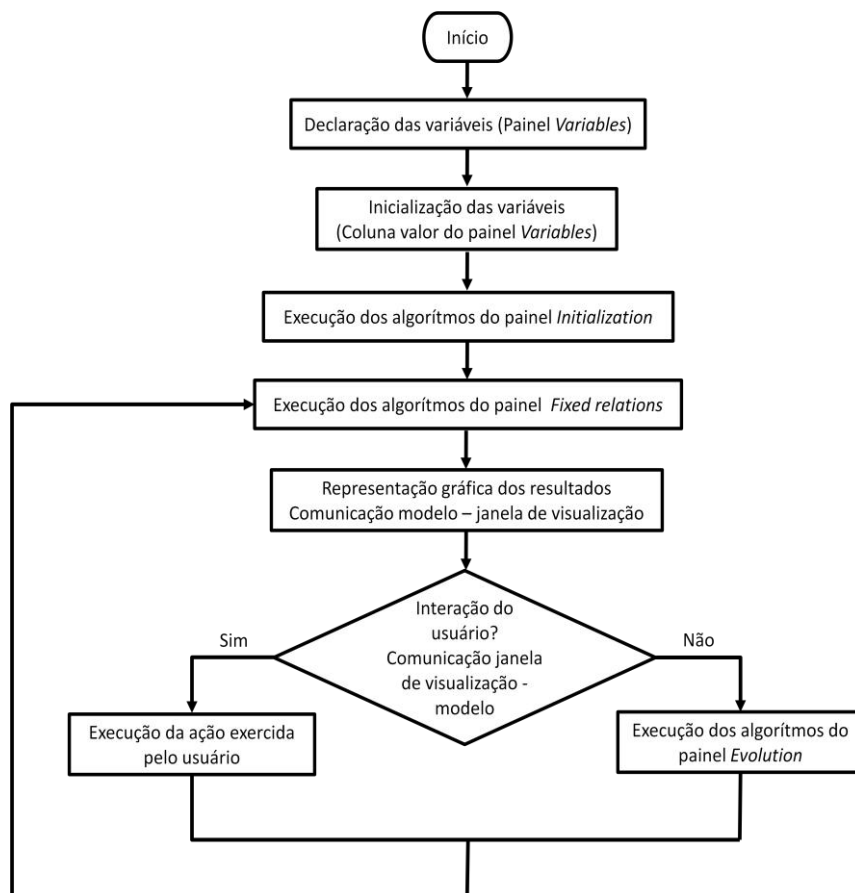 Início
Declaração das variáveis (Painel Variables)
Inicialização das variáveis
(Coluna valor do painel Variables)
Execução dos algorítmos do painel Initialization
Execução dos algorítmos do painel Fixed relations
Representação gráfica dos resultados
Comunicação modelo – janela de visualização
Interação do
usuário?
Comunicação janela
de visualização -
modelo
Sim
Não
Execução da ação exercida
pelo usuário
Execução dos algorítmos do
painel Evolution